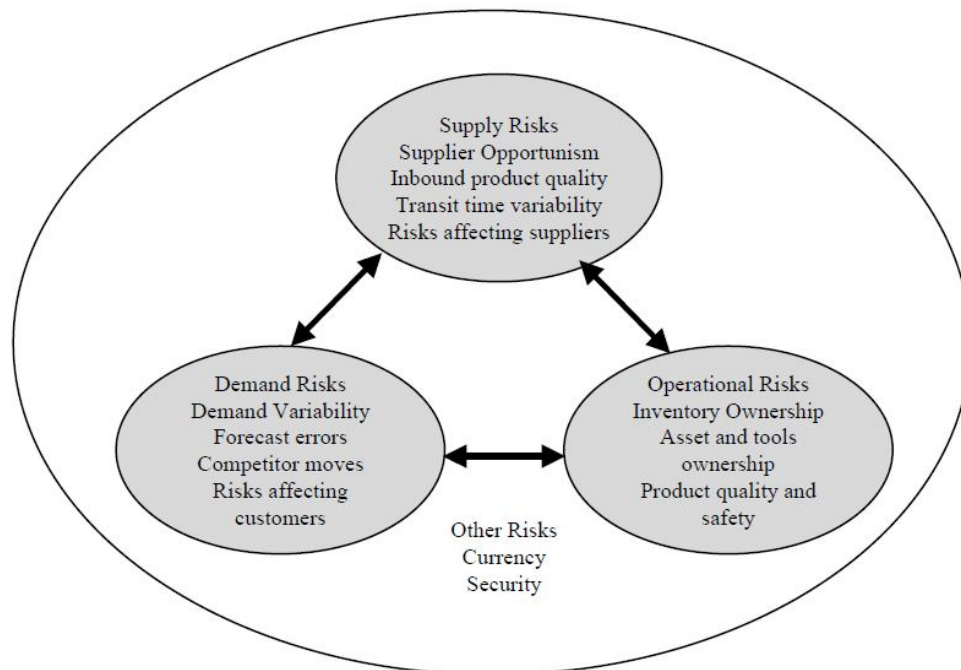 Supply Risks
Supplier Opportunism
Inbound product quality
Transit time variability
Risks affecting suppliers
Demand Risks
Demand Variability
Forecast errors
Competitor moves
Risks affecting
customers
Operational Risks
Inventory Ownership
Asset and tools
ownership
Product quality and
safety
Other Risks
Currency
Security